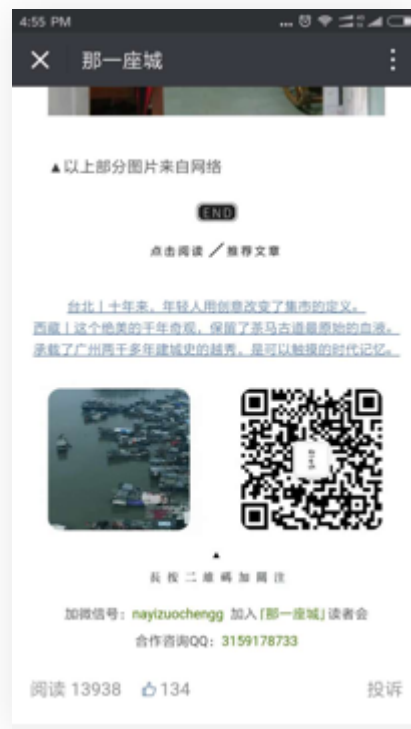 4:55 PM
那一座城
▲以上部分图片来自网络
END
点击阅读 / 推荐文章
台北丨十年来，年轻人用创意改变了集市的定义。
西藏丨这个绝美的千年奇观，保留了茶马古道最原始的血液。
承载了广州两千多年建城史的越秀，是可以触摸的时代记忆。
▲
長按二維碼加關注
加微信号：nayizuochengg 加入「那一座城」读者会
合作咨询QQ：3159178733
阅读 13938 134 投诉